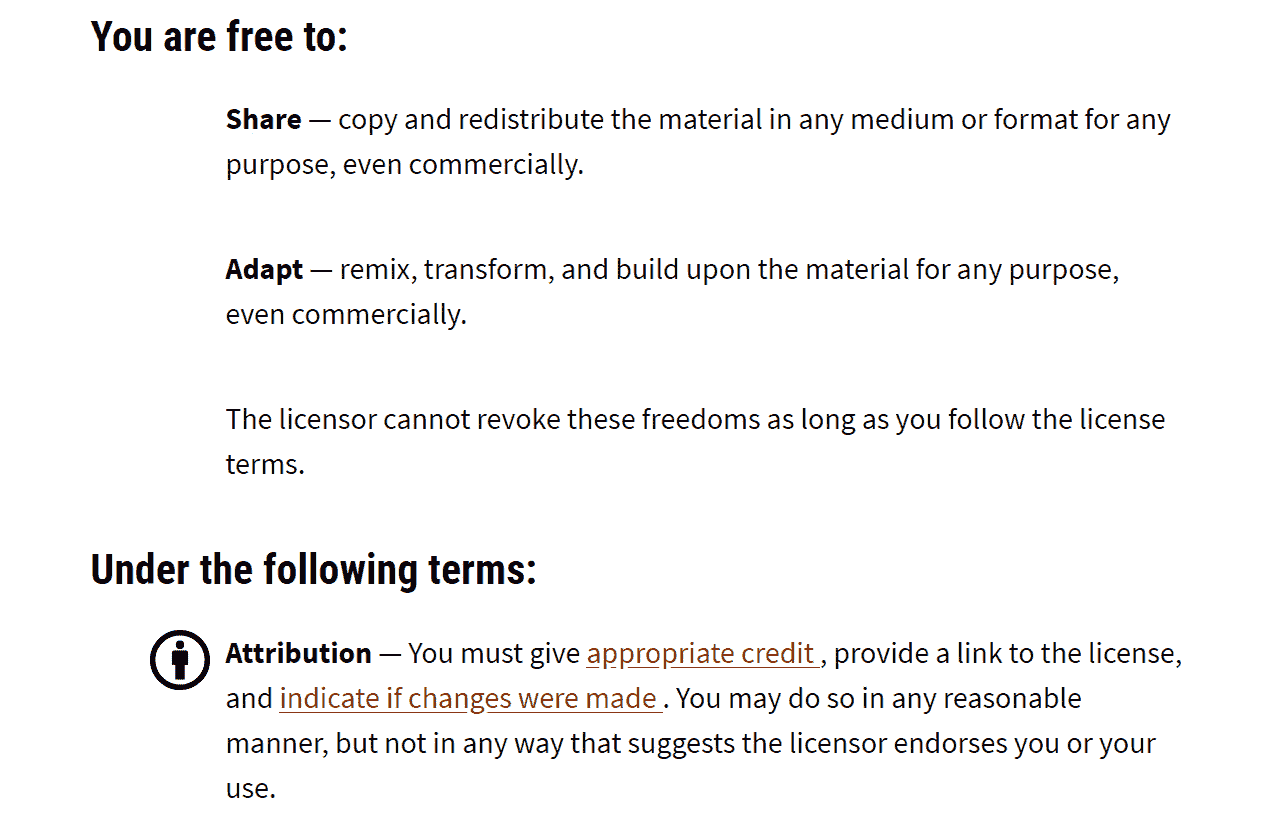 You are free to:
Share — copy and redistribute the material in any medium or format for any
purpose, even commercially.
Adapt — remix, transform, and build upon the material for any purpose,
even commercially.
The licensor cannot revoke these freedoms as long as you follow the license
terms.
Under the following terms:
Attribution — You must give appropriate credit , provide a link to the license,
and indicate if changes were made . You may do so in any reasonable
manner, but not in any way that suggests the licensor endorses you or your
use.